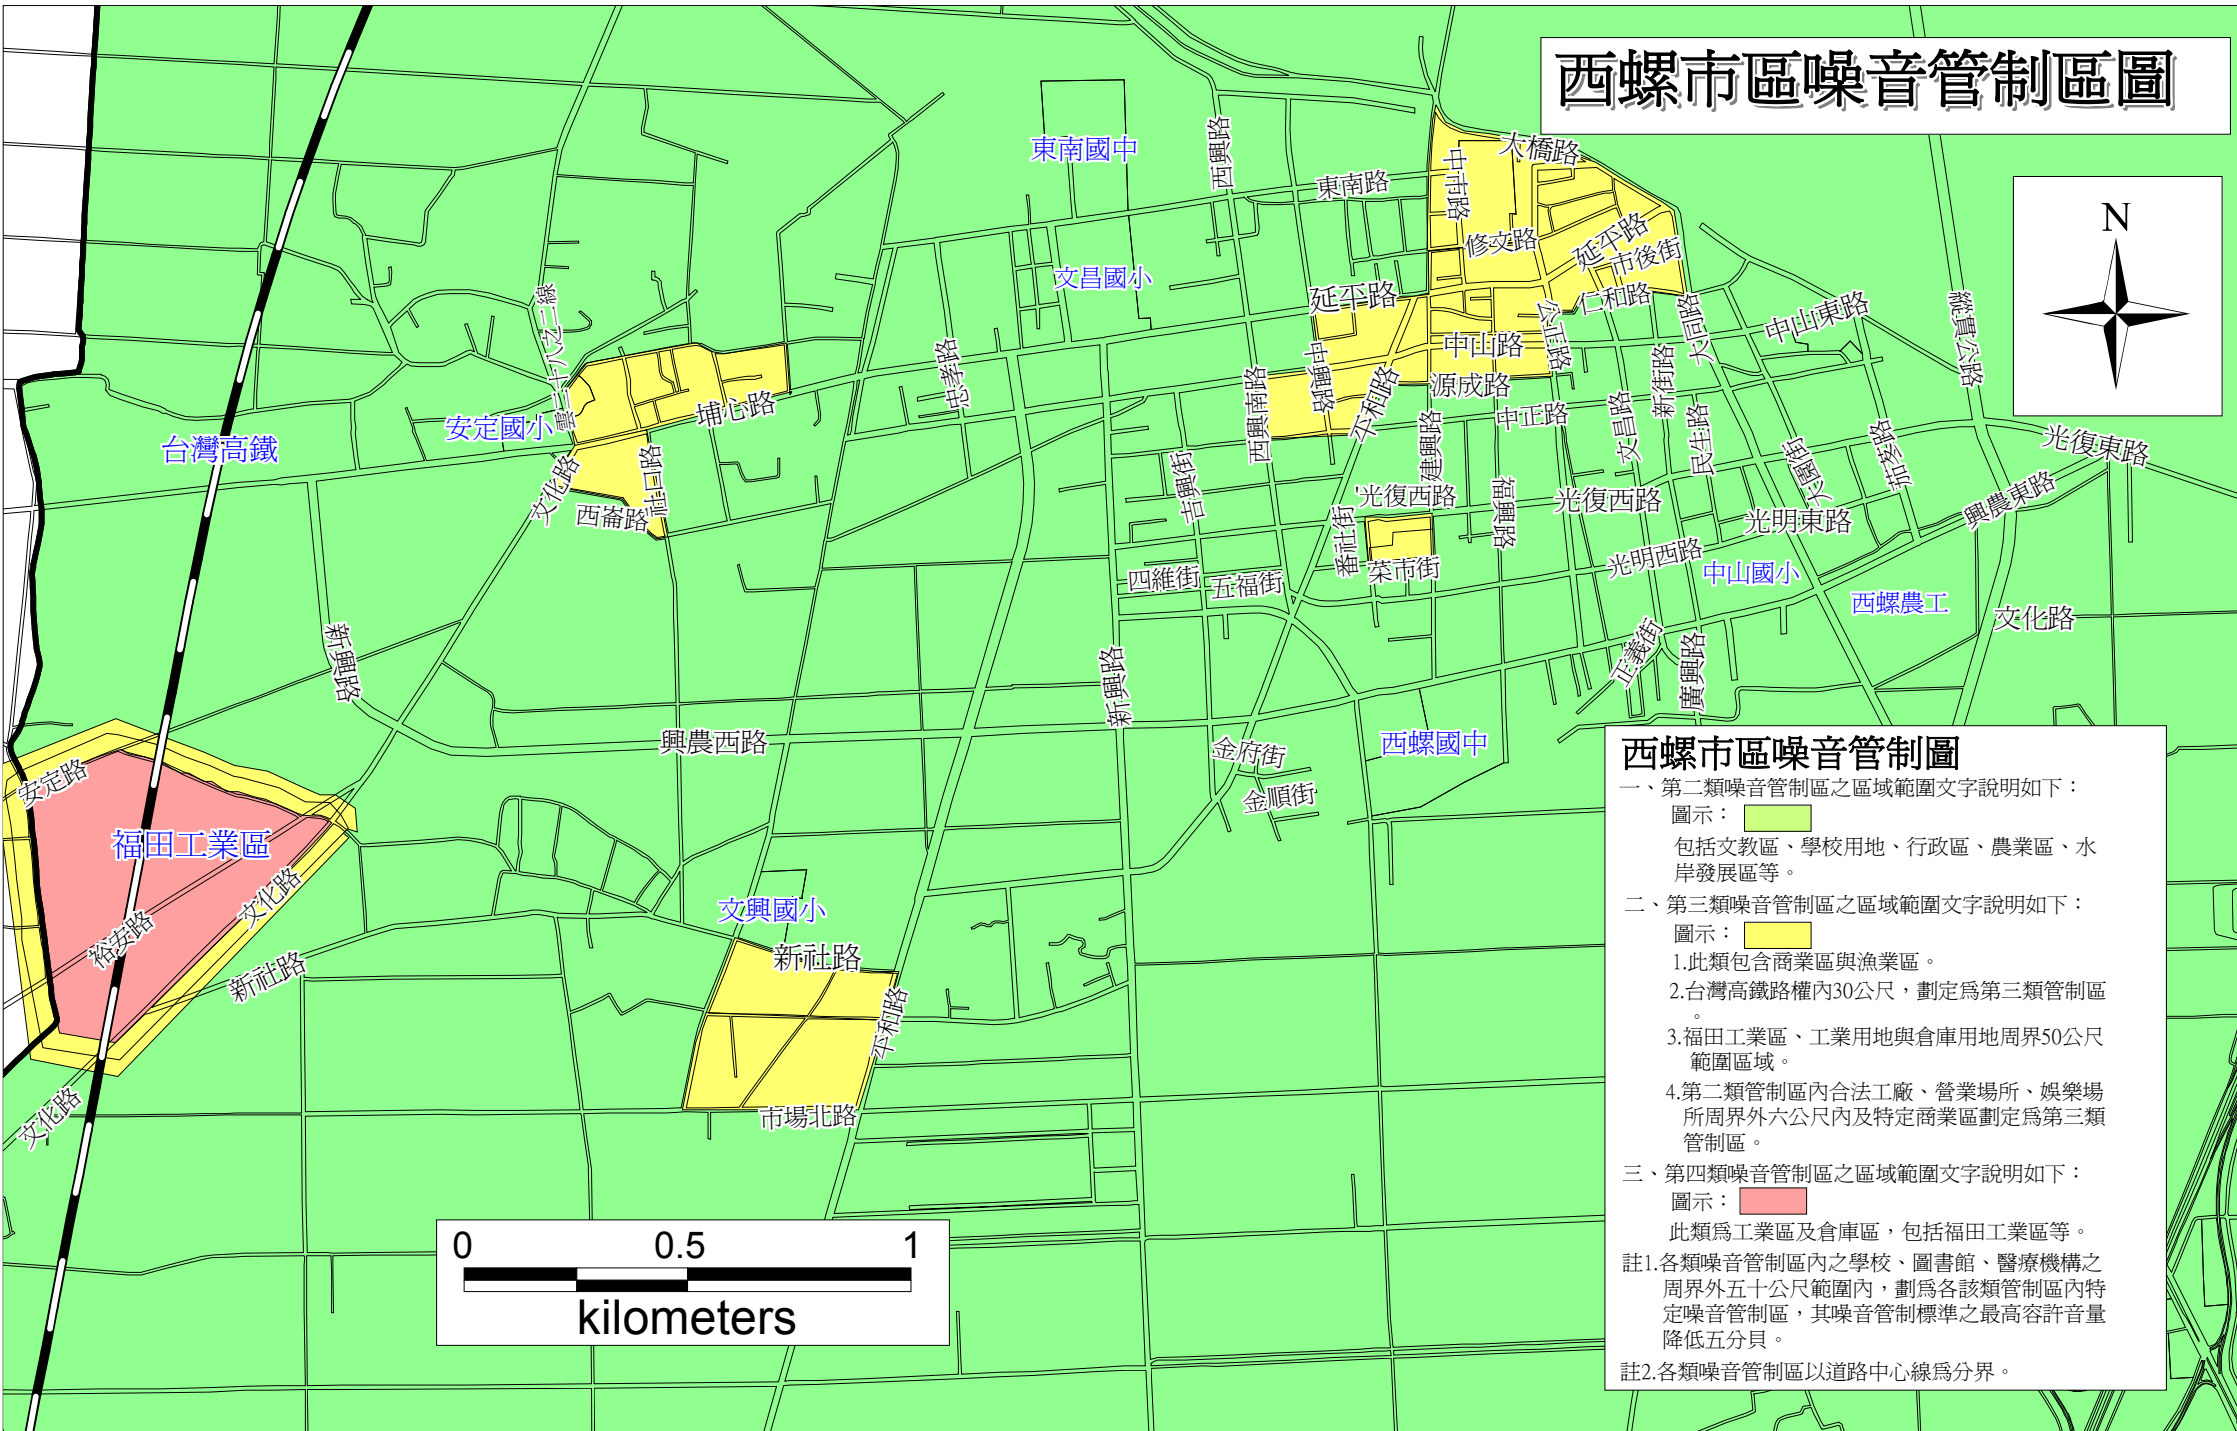 西螺市區噪音管制區圖
N
大橋路
東南國中
西興路
中市路
東南路
修文路
延平路
市後街
文昌國小
延平路
仁和路
雲二十八之二線
大同路
中山東路
縱貫公路
公正路
中山路
忠孝路
中興路
新街路
源成路
平和路
埔心路
西興南路
中正路
安定國小
台灣高鐵
建興路
文昌路
民生路
大園街
茄苳路
光復東路
文化路
社口路
吉興街
光復西路
福興路
光復西路
光明東路
興農東路
西崙路
番社街
菜市街
光明西路
中山國小
四維街
五福街
西螺農工
文化路
新興路
正義街
廣興路
新興路
興農西路
金府街
西螺國中
金順街
安定路
福田工業區
文化路
裕安路
新社路
文興國小
新社路
平和路
市場北路
文化路
0 0.5 1
kilometers
西螺市區噪音管制圖
一、第二類噪音管制區之區域範圍文字說明如下：
圖示：
包括文教區、學校用地、行政區、農業區、水
岸發展區等。
二、第三類噪音管制區之區域範圍文字說明如下：
圖示：
1.此類包含商業區與漁業區。
2.台灣高鐵路權內30公尺，劃定為第三類管制區
。
3.福田工業區、工業用地與倉庫用地周界50公尺
範圍區域。
4.第二類管制區內合法工廠、營業場所、娛樂場
所周界外六公尺內及特定商業區劃定為第三類
管制區。
三、第四類噪音管制區之區域範圍文字說明如下：
圖示：
此類為工業區及倉庫區，包括福田工業區等。
註1.各類噪音管制區內之學校、圖書館、醫療機構之
周界外五十公尺範圍內，劃為各該類管制區內特
定噪音管制區，其噪音管制標準之最高容許音量
降低五分貝。
註2.各類噪音管制區以道路中心線為分界。